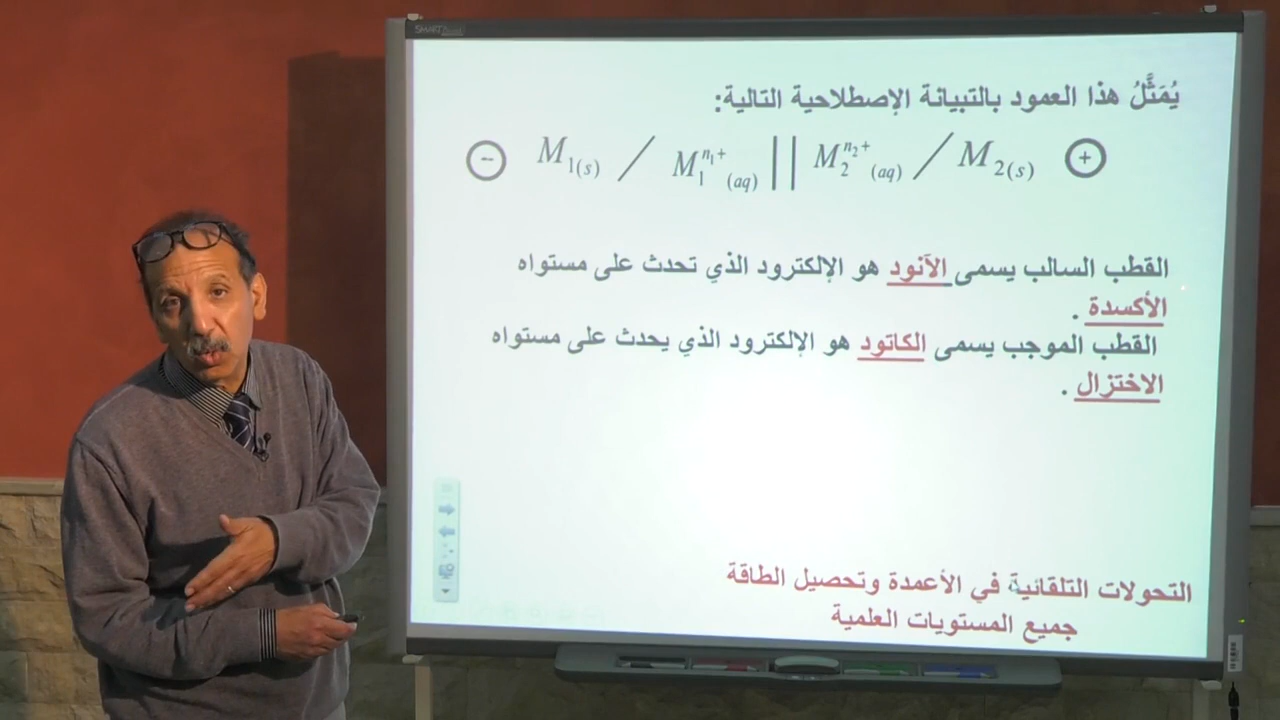 SMART Board
يُمَثَّلُ هذا العمود بالتبيانة الإصطلاحية التالية:
− M1(s) / M1^n1+ (aq) || M2^n2+ (aq) / M2(s) +
القطب السالب يسمى الآنود هو الإلكترود الذي تحدث على مستواه
الأكسدة .
القطب الموجب يسمى الكاتود هو الإلكترود الذي يحدث على مستواه
الاختزال .
التحولات التلقائية في الأعمدة وتحصيل الطاقة
جميع المستويات العلمية